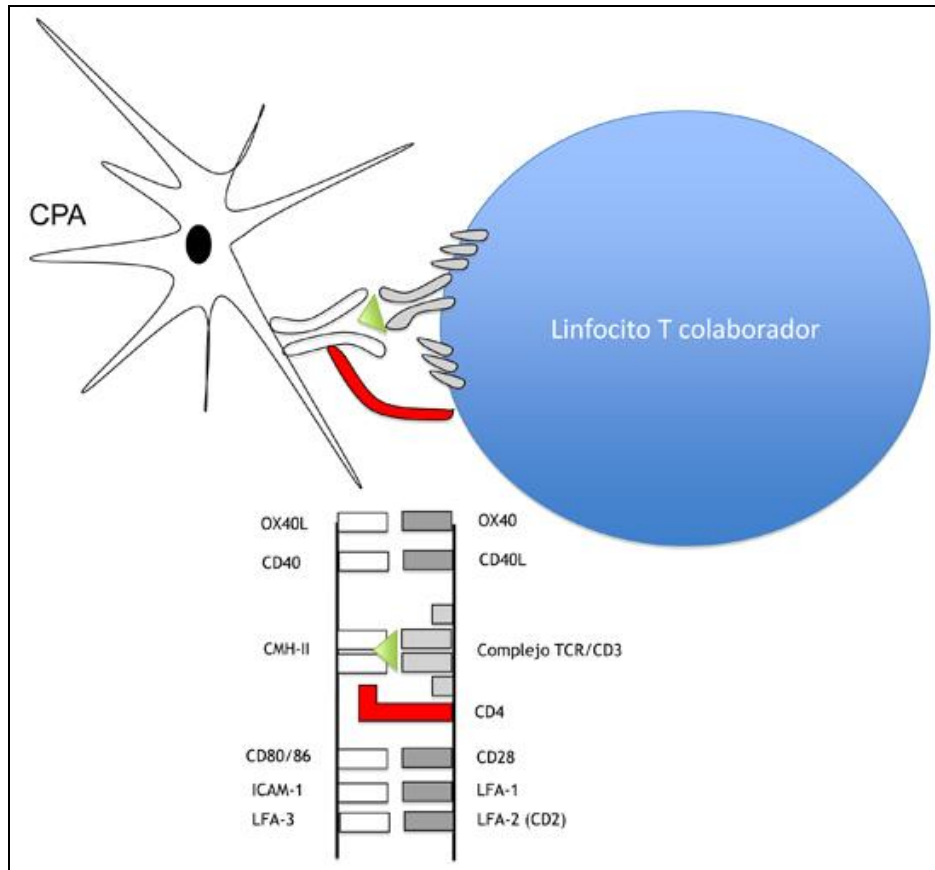 CPA
Linfocito T colaborador
OX40L OX40
CD40 CD40L
CMH-II Complejo TCR/CD3
CD4
CD80/86 CD28
ICAM-1 LFA-1
LFA-3 LFA-2 (CD2)